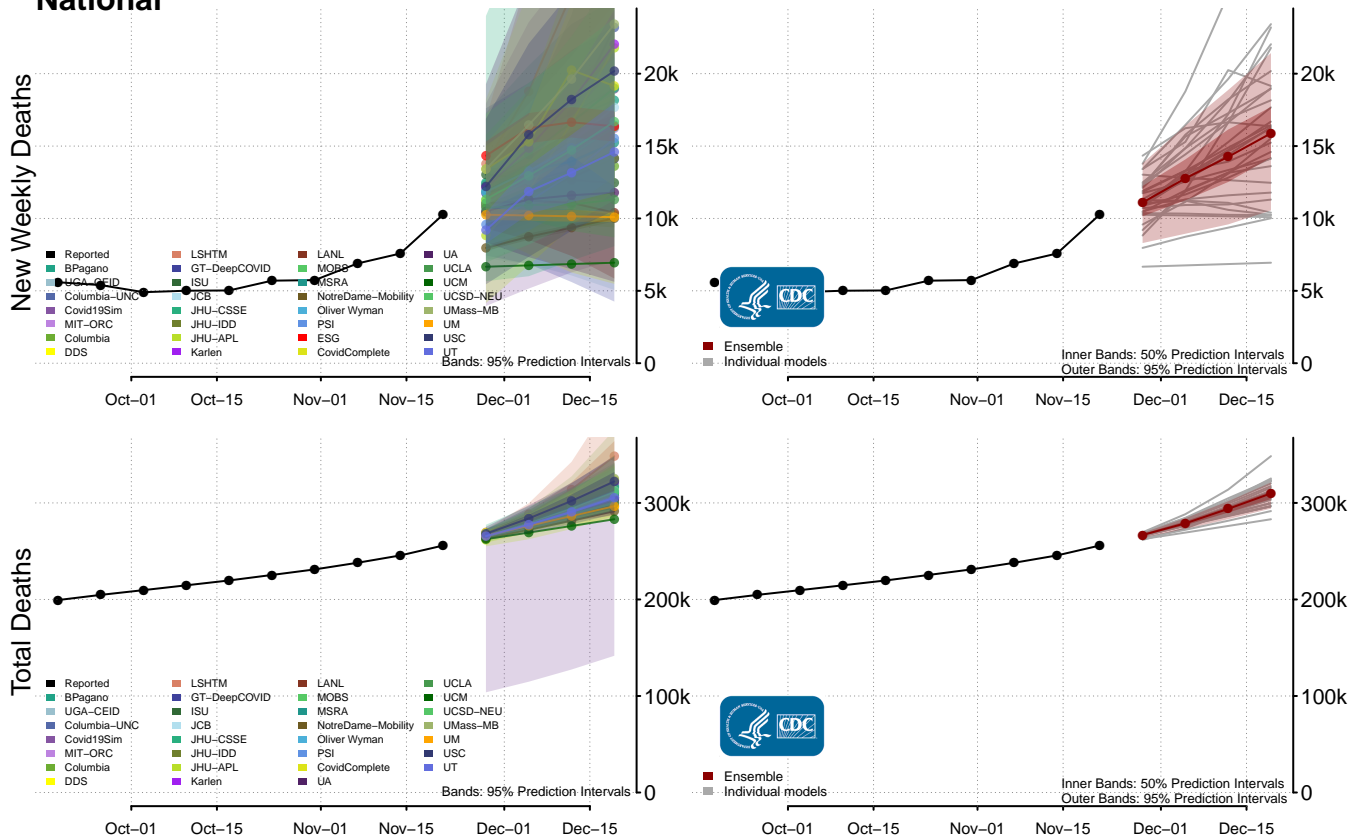 National
New Weekly Deaths
20k
15k
10k
5k
0
Reported
BPagano
UGA−CEID
Columbia−UNC
Covid19Sim
MIT−ORC
Columbia
DDS
LSHTM
GT−DeepCOVID
ISU
JCB
JHU−CSSE
JHU−IDD
JHU−APL
Karlen
LANL
MOBS
MSRA
NotreDame−Mobility
Oliver Wyman
PSI
ESG
CovidComplete
UA
UCLA
UCM
UCSD−NEU
UMass−MB
UM
USC
UT
Bands: 95% Prediction Intervals
Oct−01
Oct−15
Nov−01
Nov−15
Dec−01
Dec−15
20k
15k
10k
5k
0
CDC
Ensemble
Individual models
Inner Bands: 50% Prediction Intervals
Outer Bands: 95% Prediction Intervals
Oct−01
Oct−15
Nov−01
Nov−15
Dec−01
Dec−15
Total Deaths
300k
200k
100k
0
Reported
BPagano
UGA−CEID
Columbia−UNC
Covid19Sim
MIT−ORC
Columbia
DDS
LSHTM
GT−DeepCOVID
ISU
JCB
JHU−CSSE
JHU−IDD
JHU−APL
Karlen
LANL
MOBS
MSRA
NotreDame−Mobility
Oliver Wyman
PSI
CovidComplete
UA
UCLA
UCM
UCSD−NEU
UMass−MB
UM
USC
UT
Bands: 95% Prediction Intervals
Oct−01
Oct−15
Nov−01
Nov−15
Dec−01
Dec−15
300k
200k
100k
0
CDC
Ensemble
Individual models
Inner Bands: 50% Prediction Intervals
Outer Bands: 95% Prediction Intervals
Oct−01
Oct−15
Nov−01
Nov−15
Dec−01
Dec−15